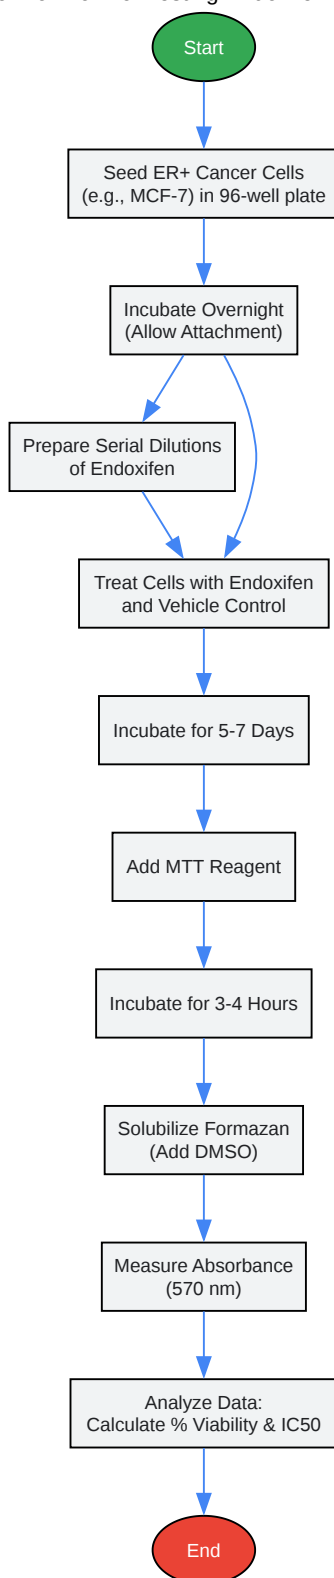 Start
Seed ER+ Cancer Cells
(e.g., MCF-7) in 96-well plate
Incubate Overnight
(Allow Attachment)
Prepare Serial Dilutions
of Endoxifen
Treat Cells with Endoxifen
and Vehicle Control
Incubate for 5-7 Days
Add MTT Reagent
Incubate for 3-4 Hours
Solubilize Formazan
(Add DMSO)
Measure Absorbance
(570 nm)
Analyze Data:
Calculate % Viability & IC50
End